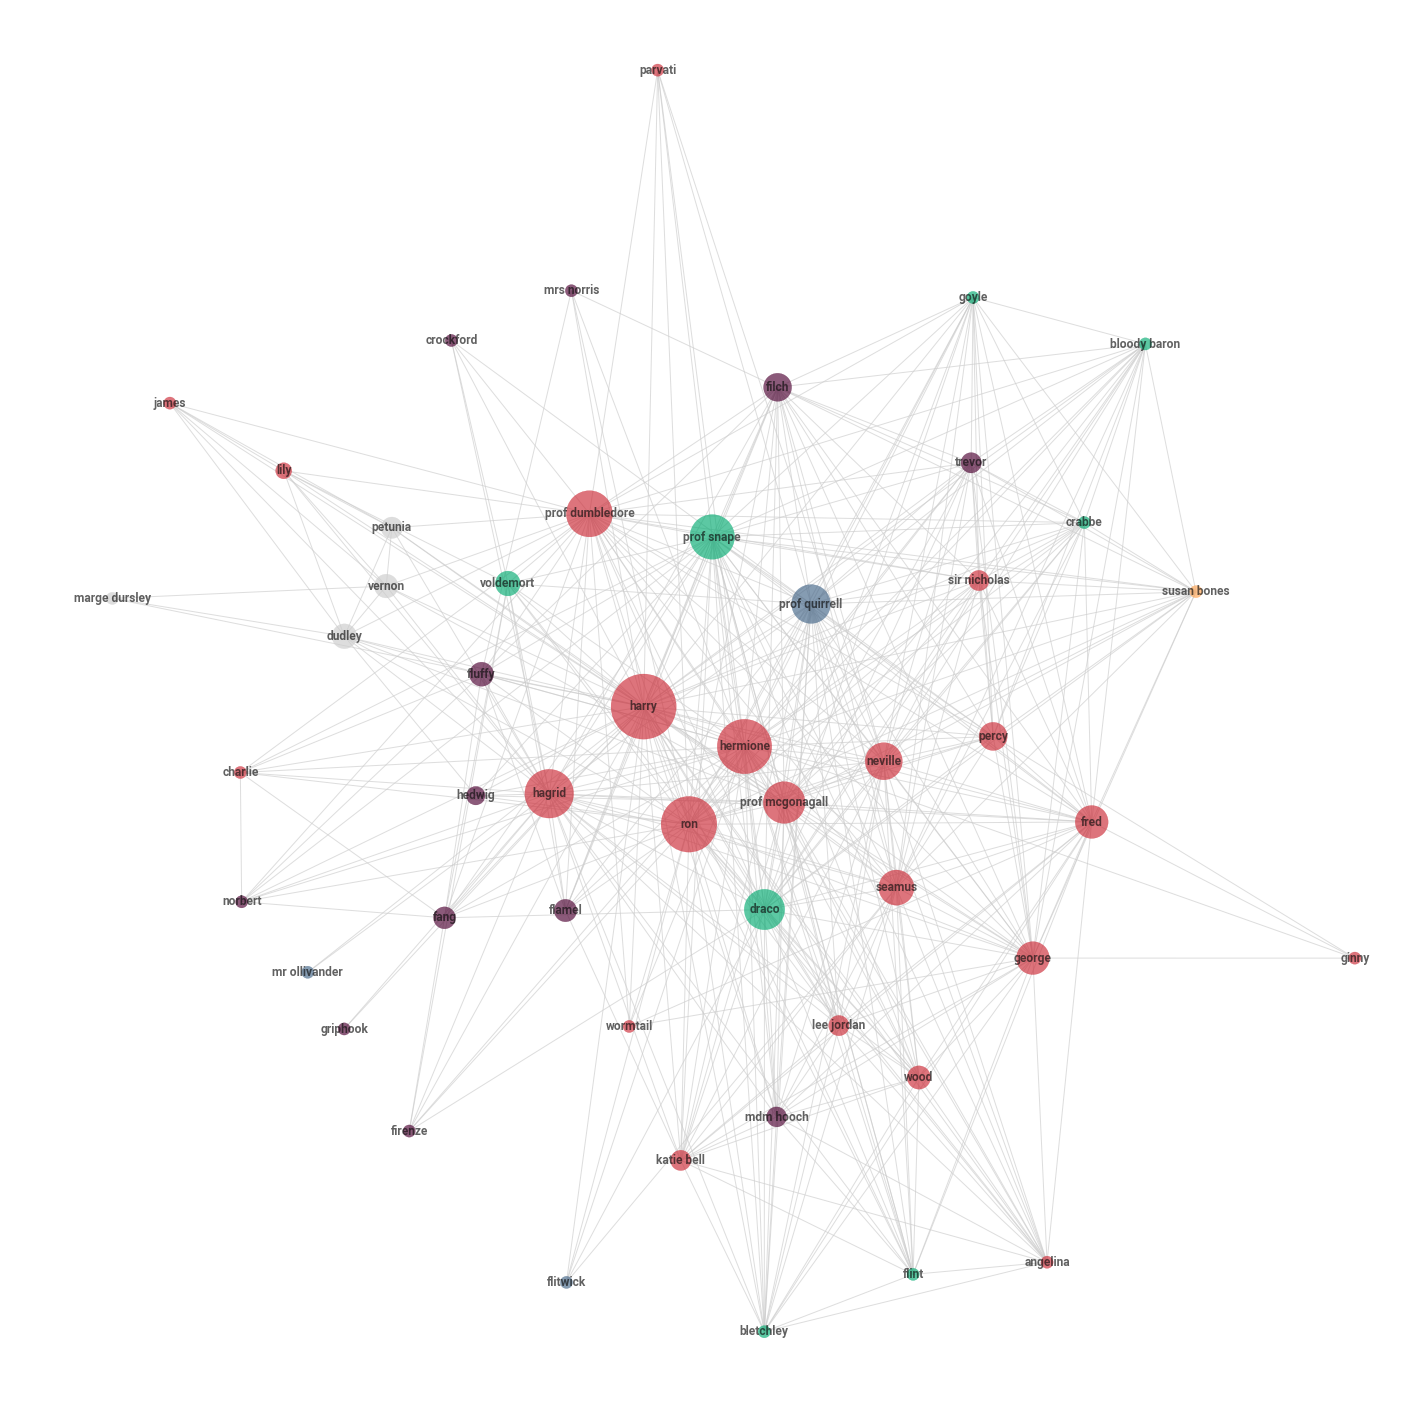 parvati
mrs norris
goyle
crockford
bloody baron
filch
james
trevor
lily
prof dumbledore
petunia
crabbe
prof snape
voldemort
sir nicholas
vernon
susan bones
marge dursley
prof quirrell
dudley
fluffy
harry
percy
hermione
neville
charlie
hagrid
hedwig
prof mcgonagall
ron
fred
seamus
norbert
draco
flamel
fang
george
ginny
mr ollivander
lee jordan
wormtail
griphook
wood
mdm hooch
firenze
katie bell
angelina
flint
flitwick
bletchley